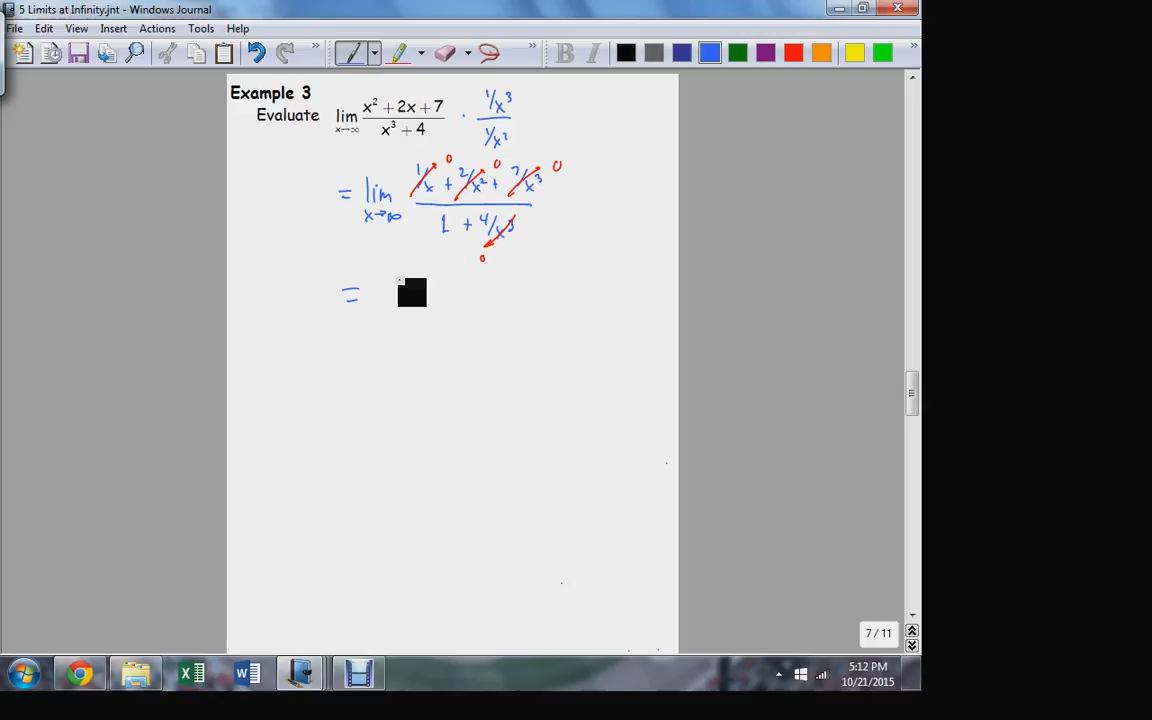 5 Limits at Infinity.jnt - Windows Journal
File Edit View Insert Actions Tools Help
B I
Example 3
Evaluate lim x→∞ x² + 2x + 7 / x³ + 4 · 1/x³ / 1/x³
= lim x→∞ 1/x + 2/x² + 7/x³ / 1 + 4/x³
0 0 0
0
=
7 / 11
5:12 PM
10/21/2015